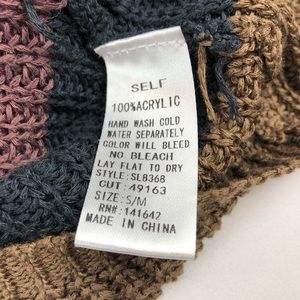 SELF
100%ACRYLIC
HAND WASH COLD
WATER SEPARATELY
COLOR WILL BLEED
NO BLEACH
LAY FLAT TO DRY
STYLE: SL8368
CUT: 49163
SIZE: S/M
RN#: 141642
MADE IN CHINA